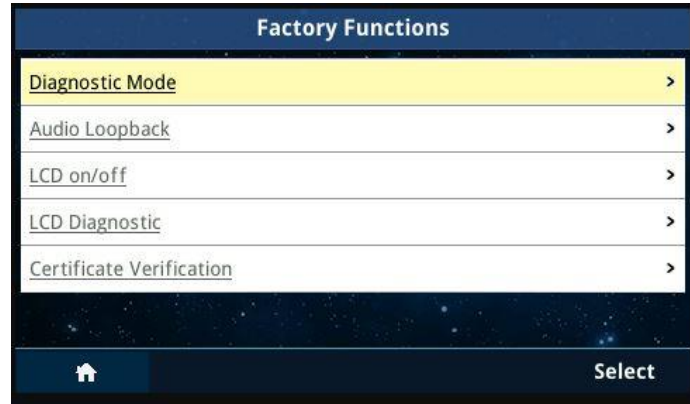 Factory Functions
Diagnostic Mode
Audio Loopback
LCD on/off
LCD Diagnostic
Certificate Verification
Select